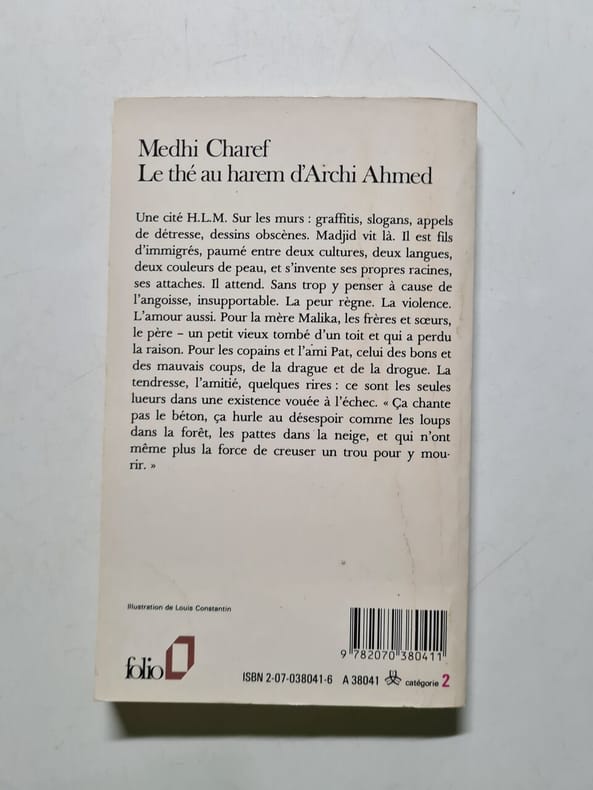 Medhi Charef
Le thé au harem d'Archi Ahmed
Une cité H.L.M. Sur les murs : graffitis, slogans, appels
de détresse, dessins obscènes. Madjid vit là. Il est fils
d'immigrés, paumé entre deux cultures, deux langues,
deux couleurs de peau, et s'invente ses propres racines,
ses attaches. Il attend. Sans trop y penser à cause de
l'angoisse, insupportable. La peur règne. La violence.
L'amour aussi. Pour la mère Malika, les frères et sœurs,
le père – un petit vieux tombé d'un toit et qui a perdu
la raison. Pour les copains et l'ami Pat, celui des bons et
des mauvais coups, de la drague et de la drogue. La
tendresse, l'amitié, quelques rires : ce sont les seules
lueurs dans une existence vouée à l'échec. « Ça chante
pas le béton, ça hurle au désespoir comme les loups
dans la forêt, les pattes dans la neige, et qui n'ont
même plus la force de creuser un trou pour y mou-
rir. »
Illustration de Louis Constantin
9 782070 380411
folio
ISBN 2-07-038041-6 A 38041 catégorie 2